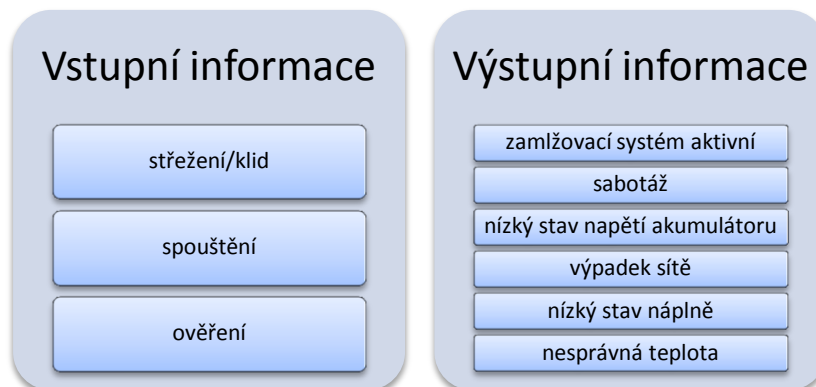 Vstupní informace
střežení/klid
spouštění
ověření
Výstupní informace
zamlžovací systém aktivní
sabotáž
nízký stav napětí akumulátoru
výpadek sítě
nízký stav náplně
nesprávná teplota